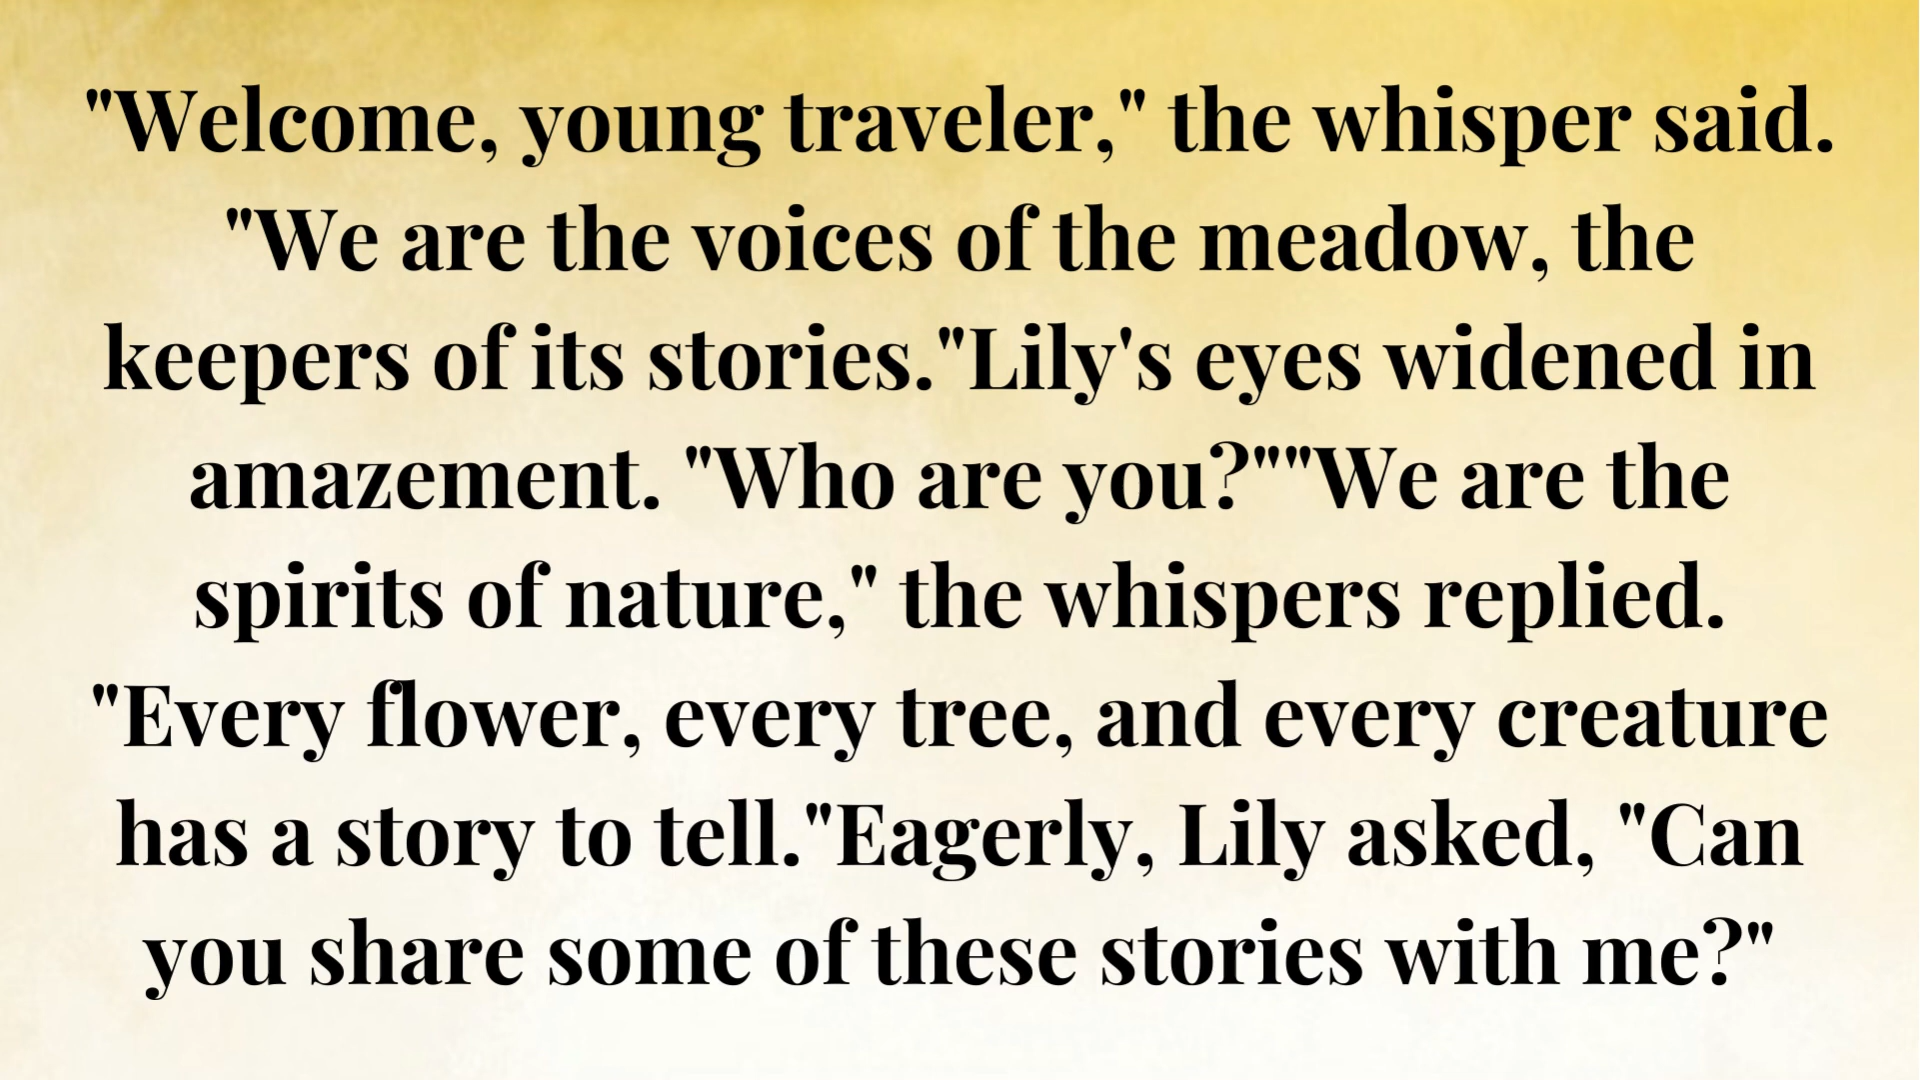 "Welcome, young traveler," the whisper said.
"We are the voices of the meadow, the
keepers of its stories."Lily's eyes widened in
amazement. "Who are you?""We are the
spirits of nature," the whispers replied.
"Every flower, every tree, and every creature
has a story to tell."Eagerly, Lily asked, "Can
you share some of these stories with me?"